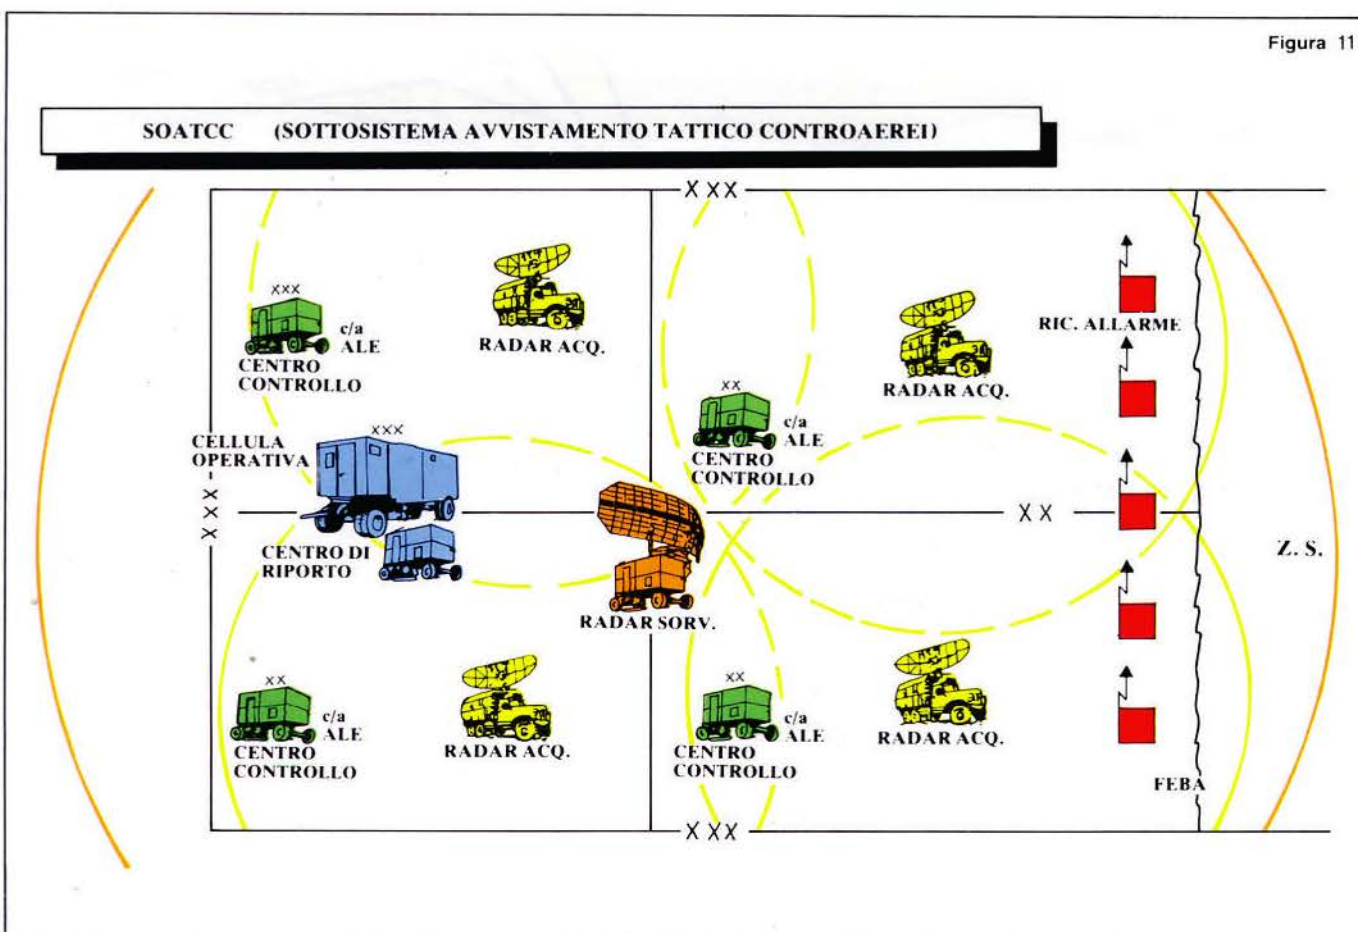 Figura 11
SOATCC (SOTTOSISTEMA AVVISTAMENTO TATTICO CONTROAEREI)
XXX
XXX
c/a
ALE
CENTRO
CONTROLLO
RADAR ACQ.
RADAR ACQ.
RIC. ALLARME
XX
c/a
ALE
CENTRO
CONTROLLO
CELLULA
OPERATIVA
XXX
XXX
CENTRO DI
RIPORTO
RADAR SORV.
XX
Z. S.
XX
c/a
ALE
CENTRO
CONTROLLO
RADAR ACQ.
XX
c/a
ALE
CENTRO
CONTROLLO
RADAR ACQ.
FEBA
XXX